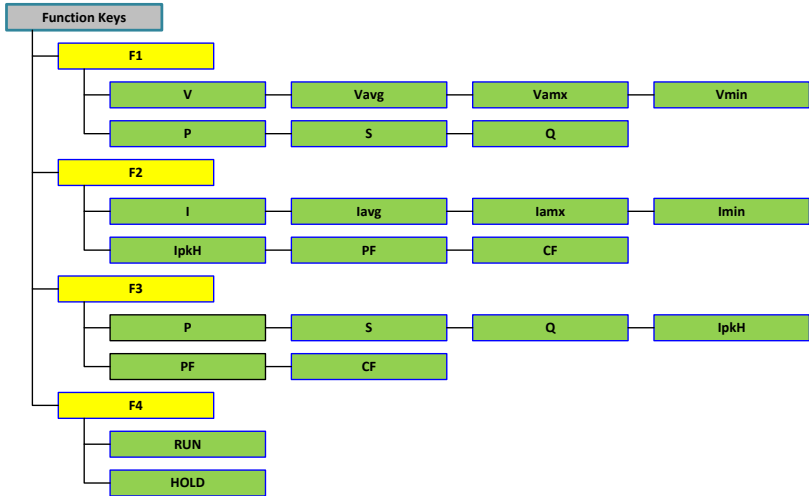 Function Keys
F1
V Vavg Vamx Vmin
P S Q
F2
I Iavg Iamx Imin
IpkH PF CF
F3
P S Q IpkH
PF CF
F4
RUN
HOLD